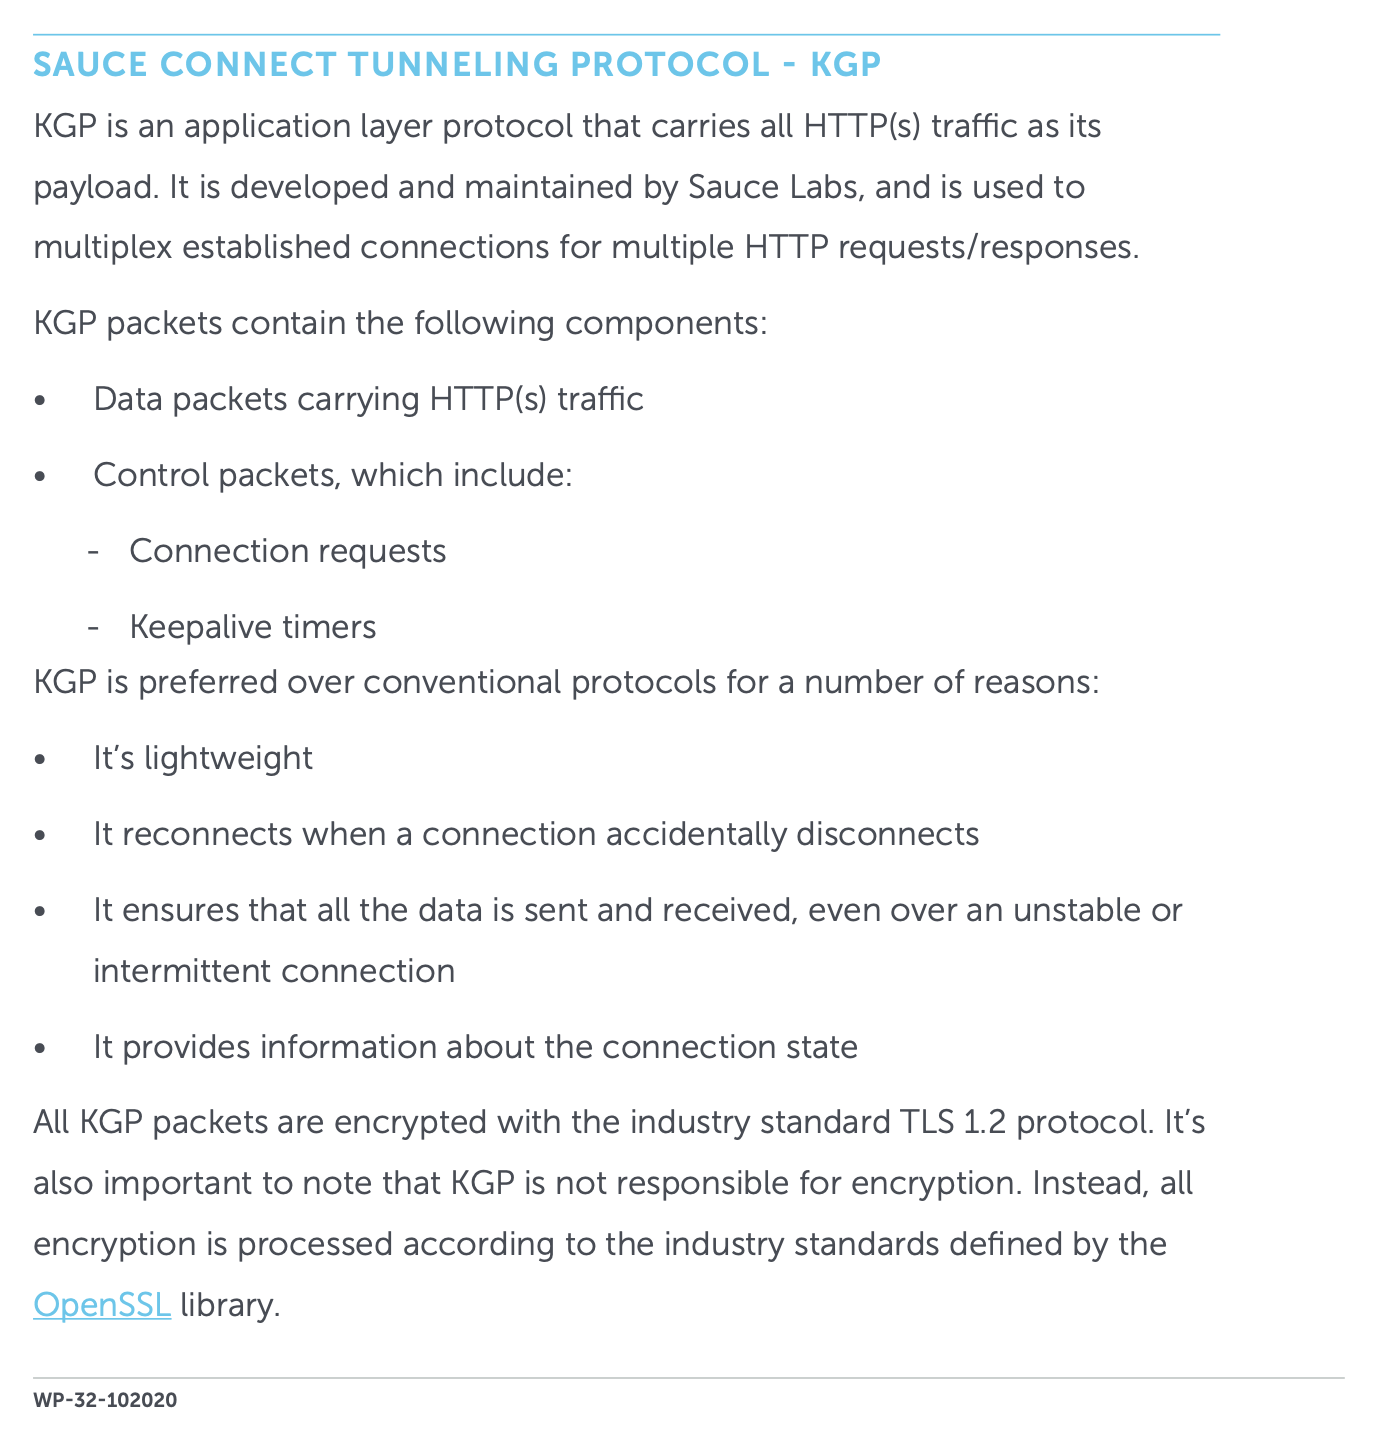 SAUCE CONNECT TUNNELING PROTOCOL - KGP
KGP is an application layer protocol that carries all HTTP(s) traffic as its
payload. It is developed and maintained by Sauce Labs, and is used to
multiplex established connections for multiple HTTP requests/responses.
KGP packets contain the following components:
• Data packets carrying HTTP(s) traffic
• Control packets, which include:
- Connection requests
- Keepalive timers
KGP is preferred over conventional protocols for a number of reasons:
• It’s lightweight
• It reconnects when a connection accidentally disconnects
• It ensures that all the data is sent and received, even over an unstable or
intermittent connection
• It provides information about the connection state
All KGP packets are encrypted with the industry standard TLS 1.2 protocol. It’s
also important to note that KGP is not responsible for encryption. Instead, all
encryption is processed according to the industry standards defined by the
OpenSSL library.
WP-32-102020